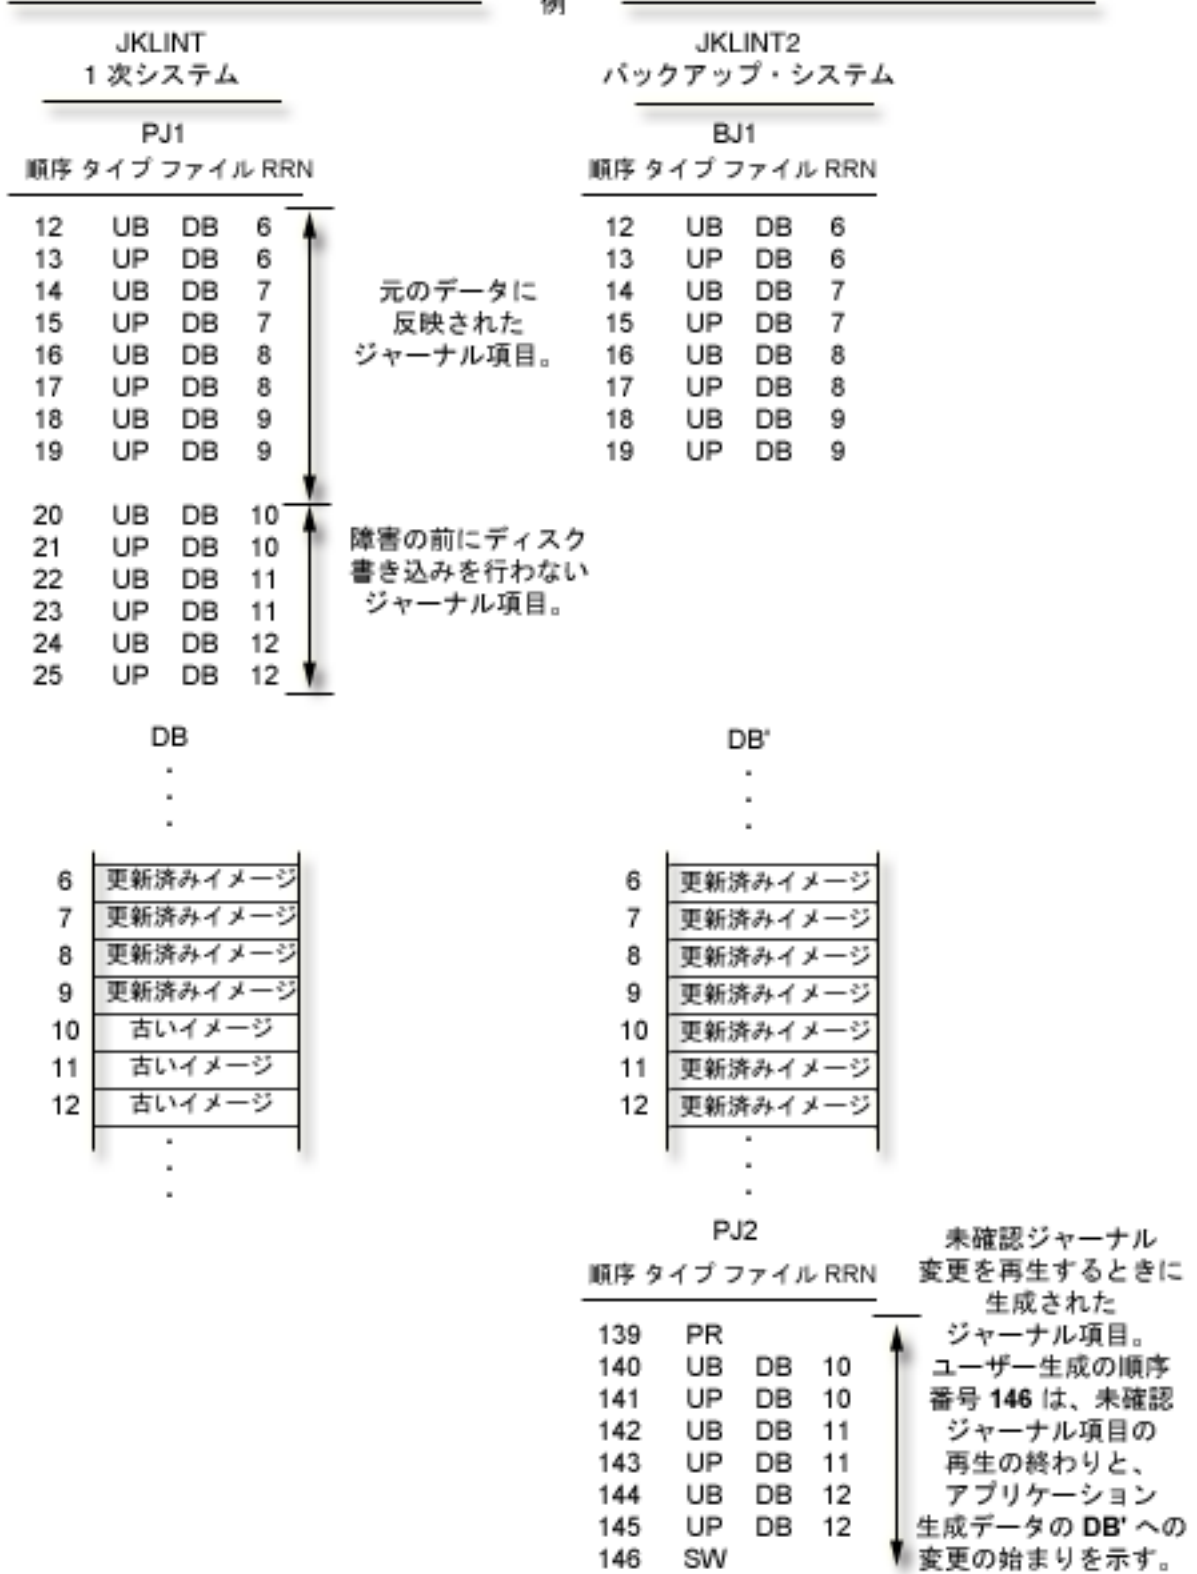 例
JKLINT
1 次システム
PJ1
順序 タイプ ファイル RRN
12 UB DB 6
13 UP DB 6
14 UB DB 7
15 UP DB 7
16 UB DB 8
17 UP DB 8
18 UB DB 9
19 UP DB 9
20 UB DB 10
21 UP DB 10
22 UB DB 11
23 UP DB 11
24 UB DB 12
25 UP DB 12
元のデータに
反映された
ジャーナル項目。
障害の前にディスク
書き込みを行わない
ジャーナル項目。
JKLINT2
バックアップ・システム
BJ1
順序 タイプ ファイル RRN
12 UB DB 6
13 UP DB 6
14 UB DB 7
15 UP DB 7
16 UB DB 8
17 UP DB 8
18 UB DB 9
19 UP DB 9
DB
6 更新済みイメージ
7 更新済みイメージ
8 更新済みイメージ
9 更新済みイメージ
10 古いイメージ
11 古いイメージ
12 古いイメージ
DB'
6 更新済みイメージ
7 更新済みイメージ
8 更新済みイメージ
9 更新済みイメージ
10 更新済みイメージ
11 更新済みイメージ
12 更新済みイメージ
PJ2
順序 タイプ ファイル RRN
139 PR
140 UB DB 10
141 UP DB 10
142 UB DB 11
143 UP DB 11
144 UB DB 12
145 UP DB 12
146 SW
未確認ジャーナル
変更を再生するときに
生成された
ジャーナル項目。
ユーザー生成の順序
番号 146 は、未確認
ジャーナル項目の
再生の終わりと、
アプリケーション
生成データの DB' への
変更の始まりを示す。